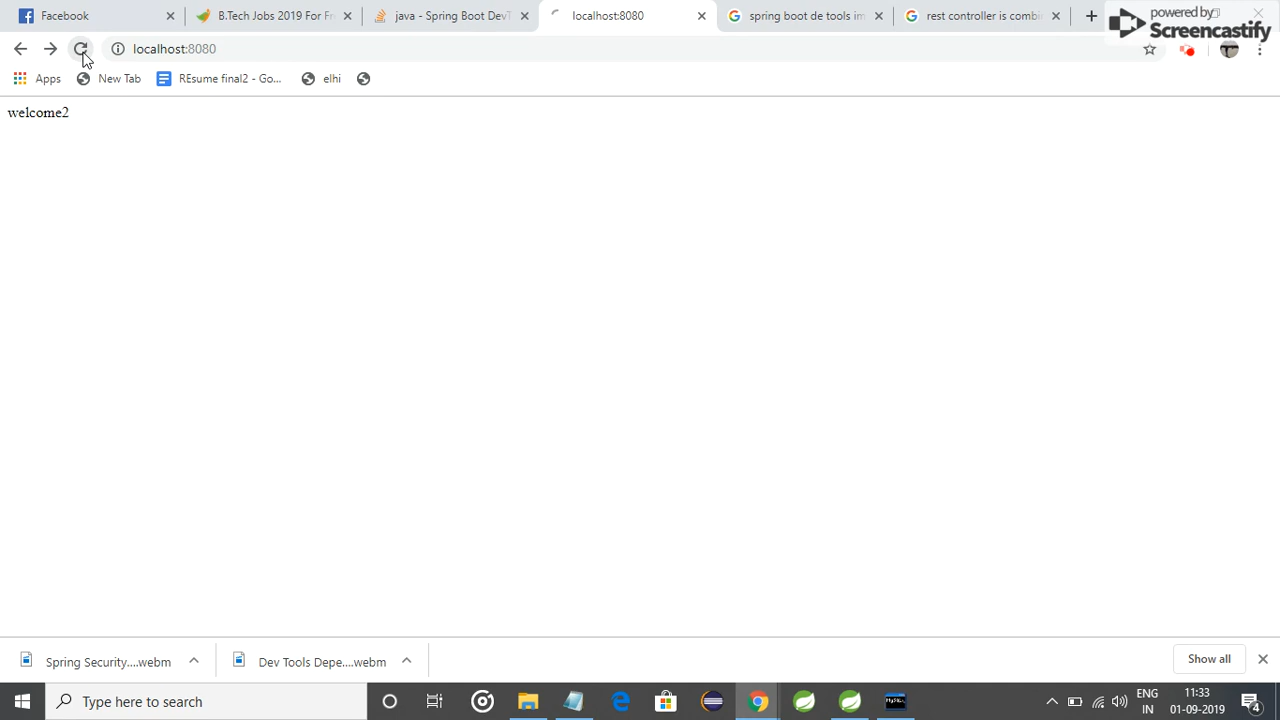 Facebook
B.Tech Jobs 2019 For Fr
java - Spring Boot DevT
localhost:8080
spring boot de tools im
rest controller is combi
powered by
Screencastify
localhost:8080
Apps
New Tab
REsume final2 - Go...
elhi
welcome2
Spring Security....webm
Dev Tools Depe....webm
Show all
Type here to search
ENG
IN
11:33
01-09-2019
4